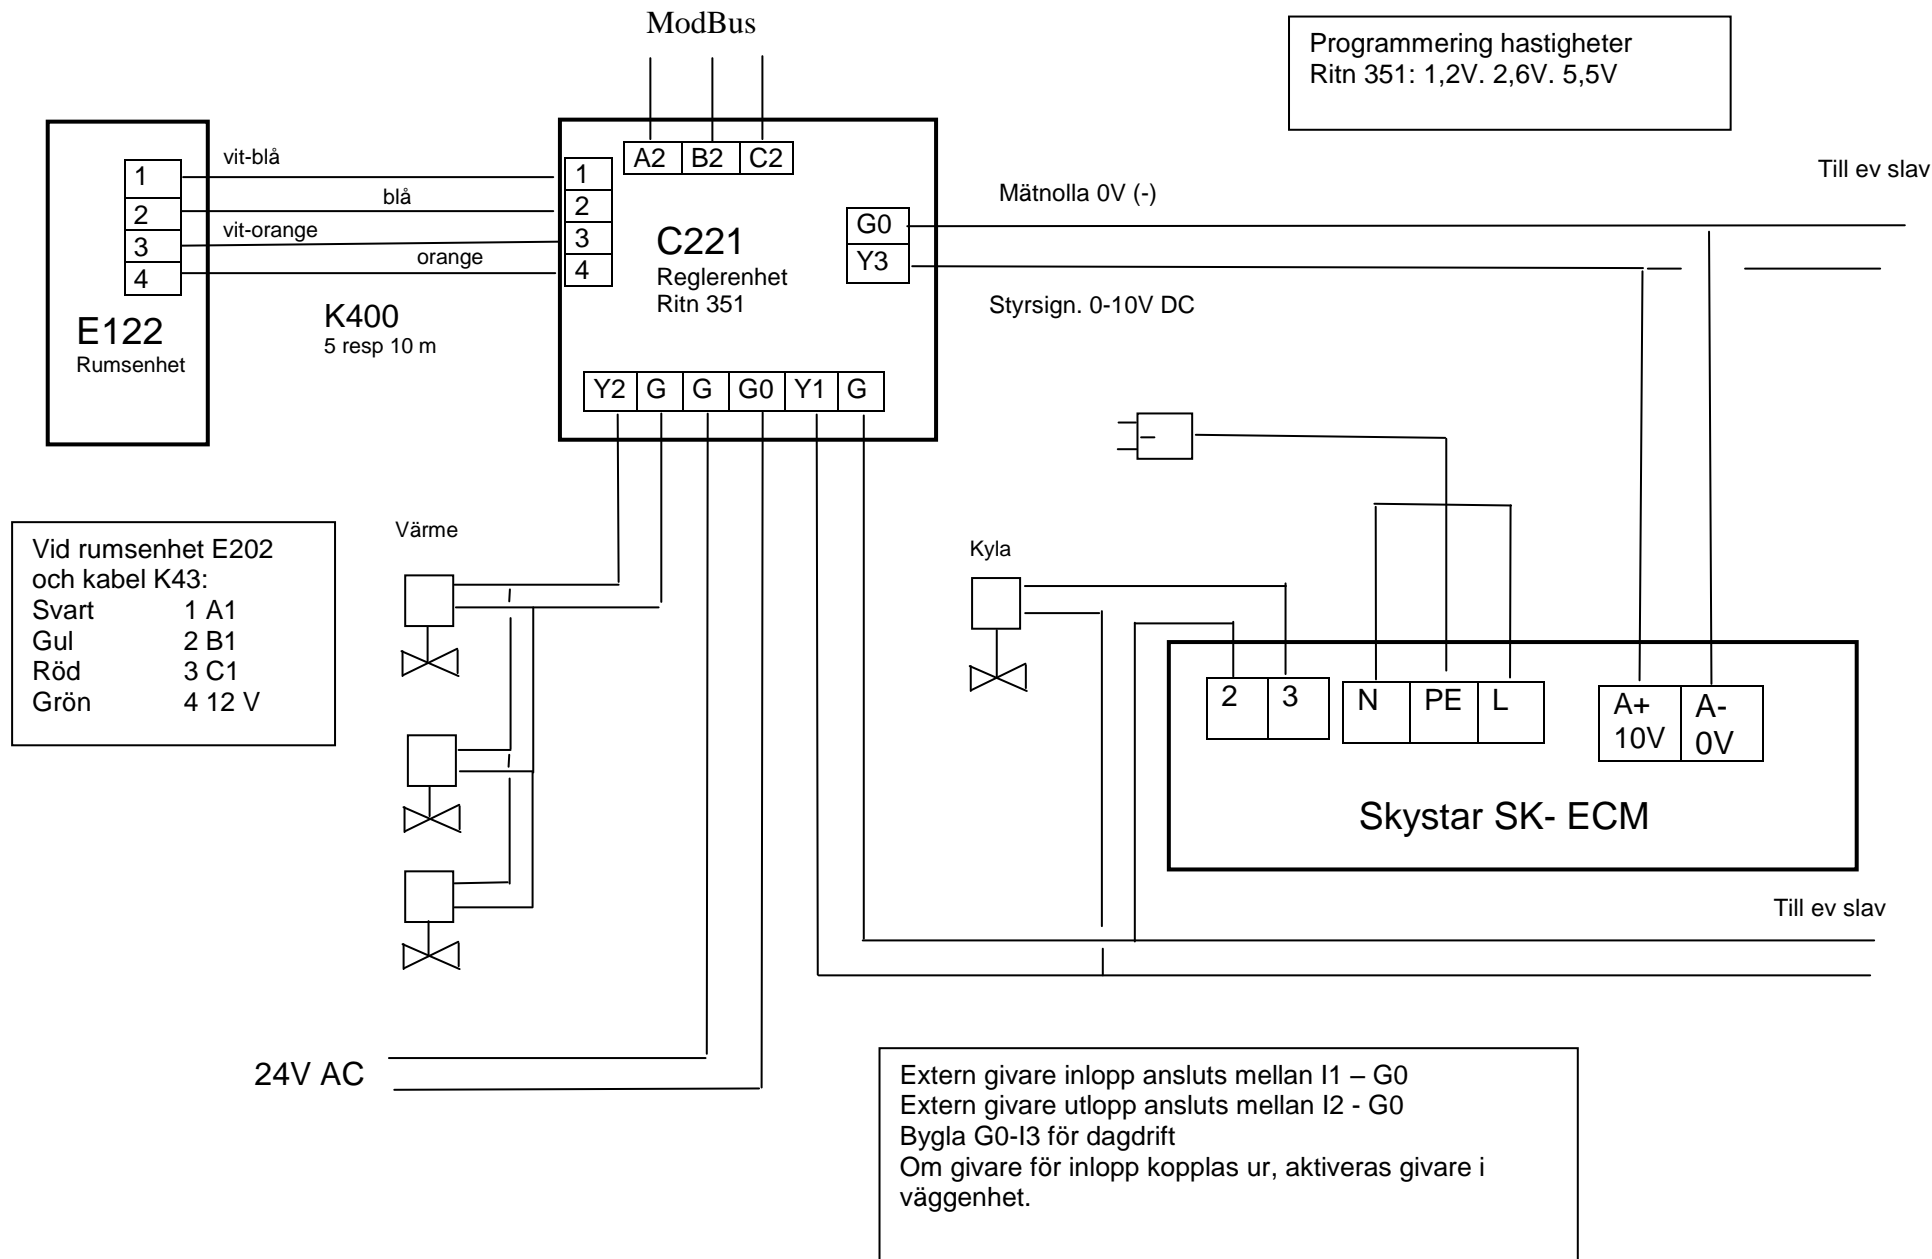 ModBus
Programmering hastigheter
Ritn 351: 1,2V. 2,6V. 5,5V
Till ev slav
vit-blå
blå
vit-orange
orange
1
2
3
4
E122
Rumsenhet
K400
5 resp 10 m
A2 B2 C2
1
2
3
4
C221
Reglerenhet
Ritn 351
G0
Y3
Y2 G G G0 Y1 G
Mätnolla 0V (-)
Styrsign. 0-10V DC
Vid rumsenhet E202
och kabel K43:
Svart 1 A1
Gul 2 B1
Röd 3 C1
Grön 4 12 V
Värme
Kyla
2 3
N PE L
A+ A-
10V 0V
Skystar SK- ECM
Till ev slav
24V AC
Extern givare inlopp ansluts mellan I1 – G0
Extern givare utlopp ansluts mellan I2 - G0
Bygla G0-I3 för dagdrift
Om givare för inlopp kopplas ur, aktiveras givare i
väggenhet.